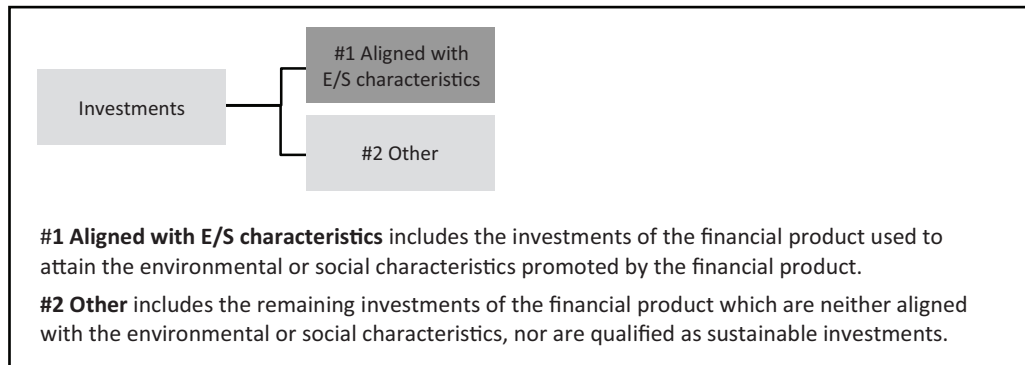 #1 Aligned with
E/S characteristics
Investments
#2 Other
#1 Aligned with E/S characteristics includes the investments of the financial product used to
attain the environmental or social characteristics promoted by the financial product.
#2 Other includes the remaining investments of the financial product which are neither aligned
with the environmental or social characteristics, nor are qualified as sustainable investments.